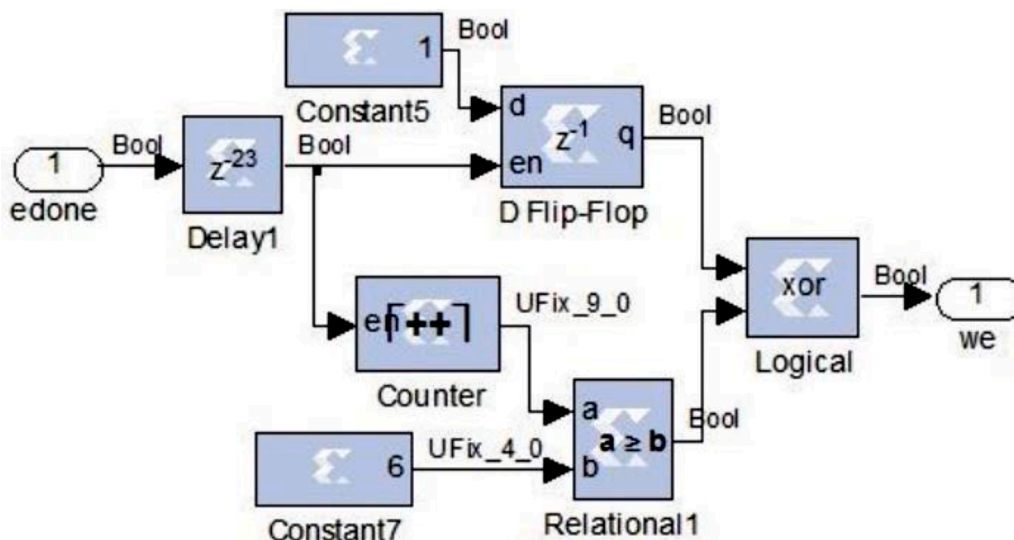 Bool
1
Constant5
Bool
1
edone
z-23
Delay1
Bool
d
en
z-1
q
D Flip-Flop
Bool
en
++
Counter
UFix_9_0
xor
Logical
Bool
1
we
6
Constant7
UFix_4_0
a
b
a ≥ b
Relational1
Bool